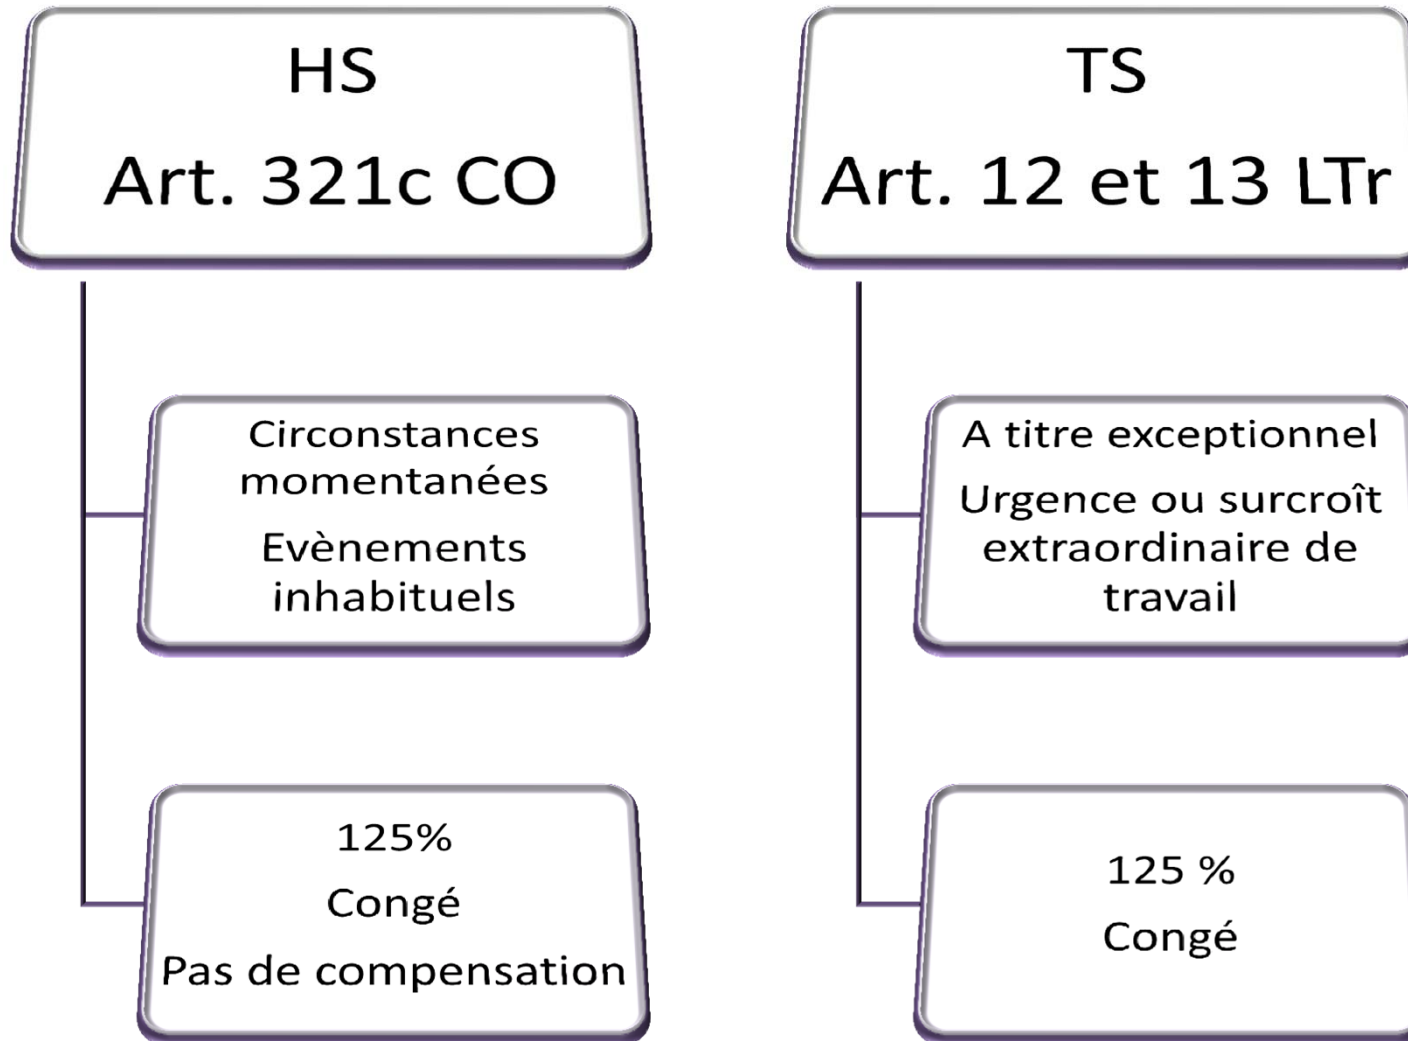 HS
Art. 321c CO
Circonstances
momentanées
Evènements
inhabituels
125%
Congé
Pas de compensation
TS
Art. 12 et 13 LTr
A titre exceptionnel
Urgence ou surcroît
extraordinaire de
travail
125 %
Congé